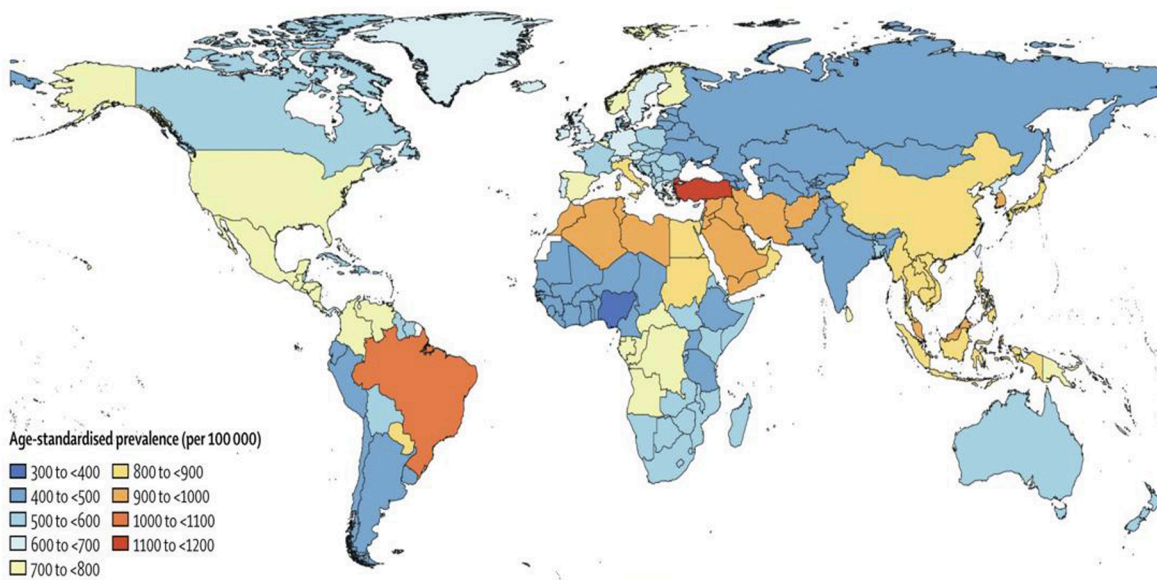 Age-standardised prevalence (per 100 000)
300 to <400
400 to <500
500 to <600
600 to <700
700 to <800
800 to <900
900 to <1000
1000 to <1100
1100 to <1200